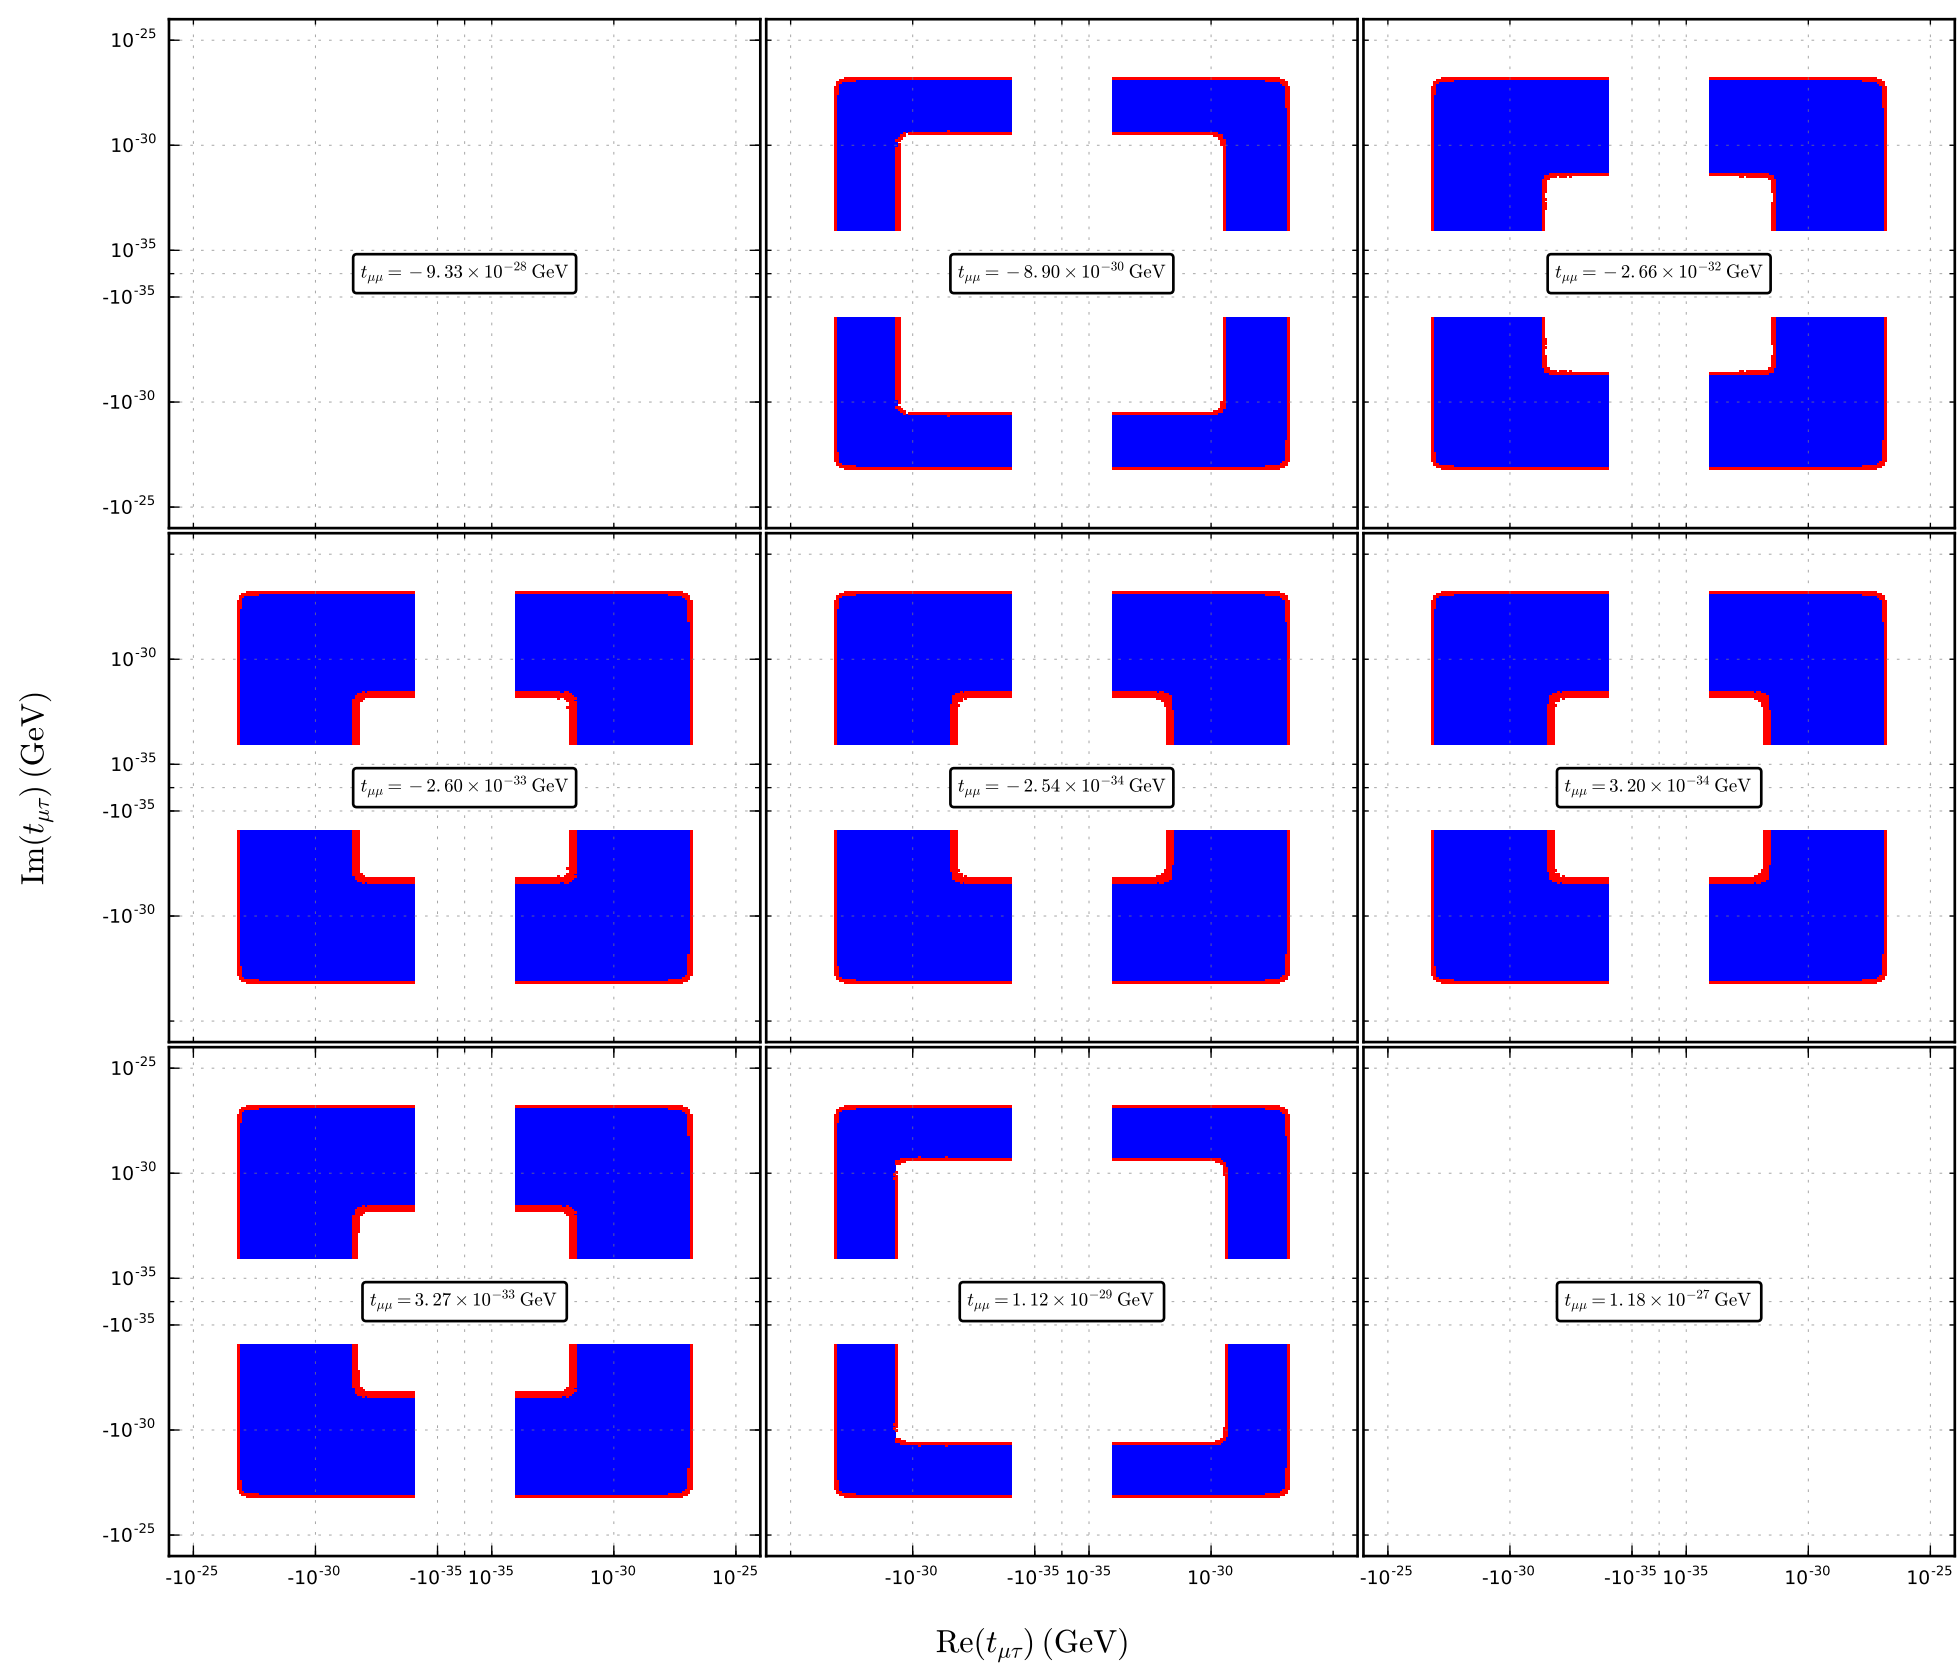 10^-25
10^-30
10^-35
-10^-35
-10^-30
-10^-25
t_μμ = −9.33 × 10^−28 GeV
t_μμ = −8.90 × 10^−30 GeV
t_μμ = −2.66 × 10^−32 GeV
10^-30
10^-35
-10^-35
-10^-30
t_μμ = −2.60 × 10^−33 GeV
t_μμ = −2.54 × 10^−34 GeV
t_μμ = 3.20 × 10^−34 GeV
Im(t_μτ) (GeV)
10^-25
10^-30
10^-35
-10^-35
-10^-30
-10^-25
t_μμ = 3.27 × 10^−33 GeV
t_μμ = 1.12 × 10^−29 GeV
t_μμ = 1.18 × 10^−27 GeV
-10^-25 -10^-30 -10^-35 10^-35 10^-30 10^-25
-10^-30 -10^-35 10^-35 10^-30
-10^-25 -10^-30 -10^-35 10^-35 10^-30 10^-25
Re(t_μτ) (GeV)